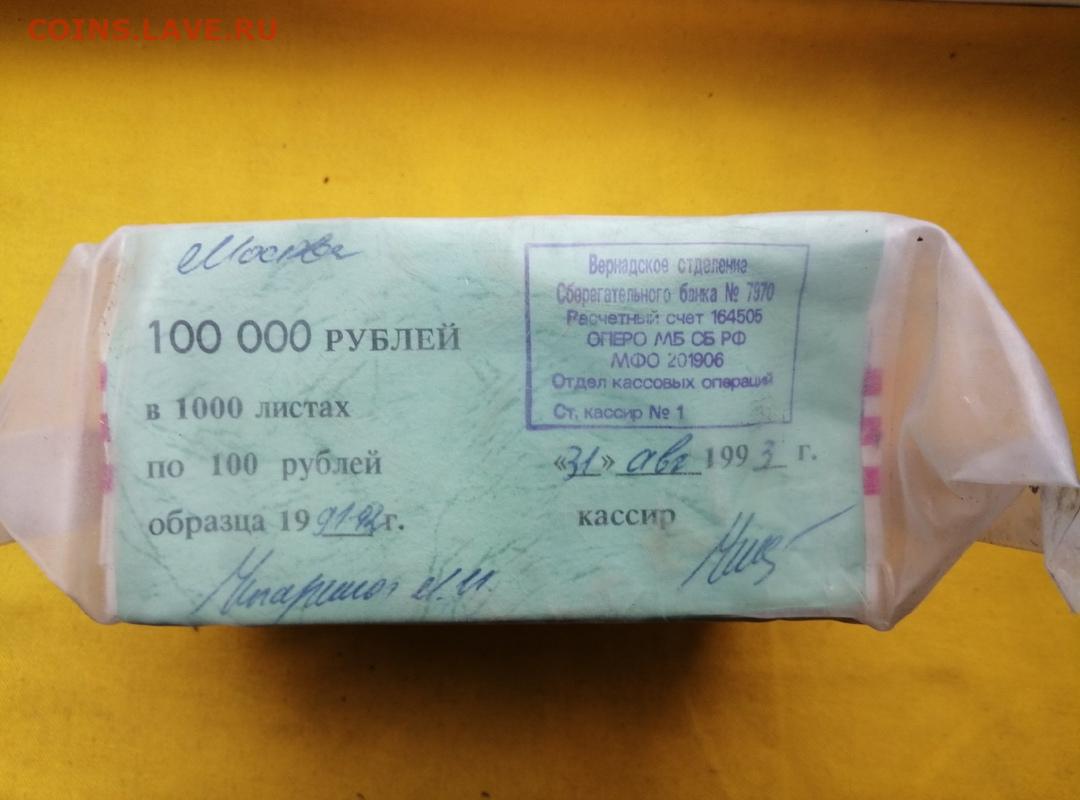 COINS.LAVE.RU
Москва
100 000 РУБЛЕЙ
в 1000 листах
по 100 рублей
образца 1991-92 г.
Вернадское отделение
Сберегательного банка № 7970
Расчетный счет 164505
ОПЕРО МБ СБ РФ
МФО 201906
Отдел кассовых операций
Ст. кассир № 1
«31» авг 1993 г.
кассир